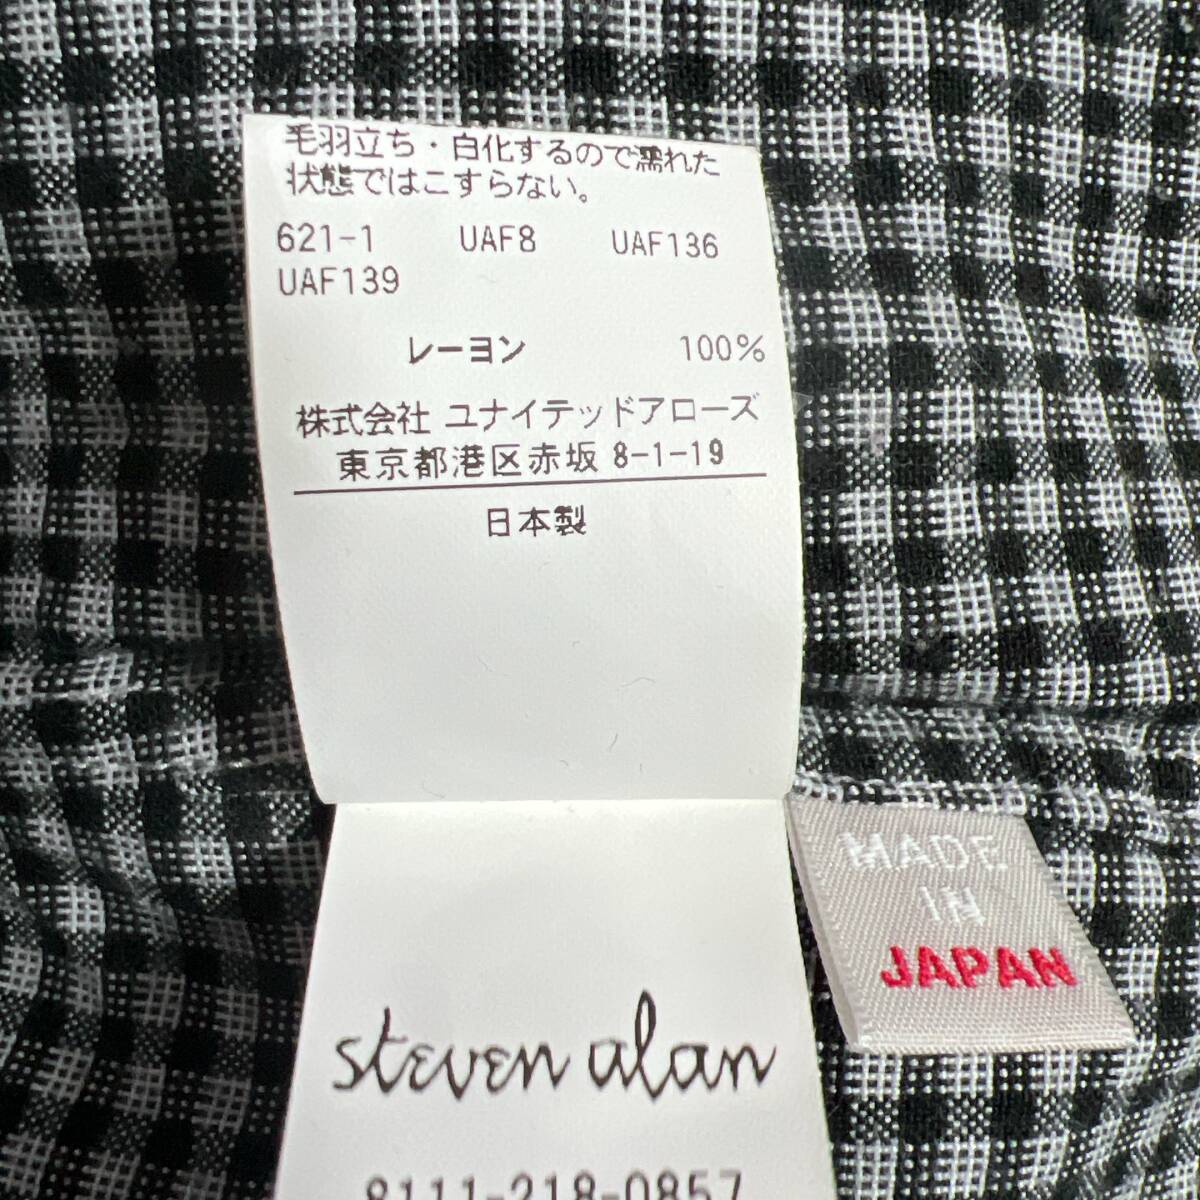 毛羽立ち・白化するので濡れた
状態ではこすらない。
621-1 UAF8 UAF136
UAF139
レーヨン 100%
株式会社 ユナイテッドアローズ
東京都港区赤坂 8-1-19
日本製
MADE
IN
JAPAN
steven alan
8111-218-0857